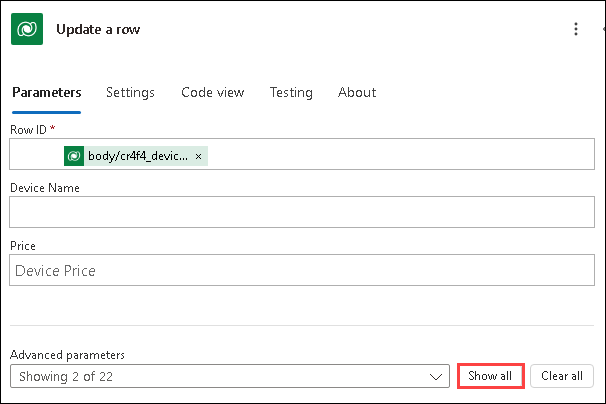 Update a row
Parameters Settings Code view Testing About
Row ID *
body/cr4f4_devic... ×
Device Name
Price
Device Price
Advanced parameters
Showing 2 of 22 Show all Clear all